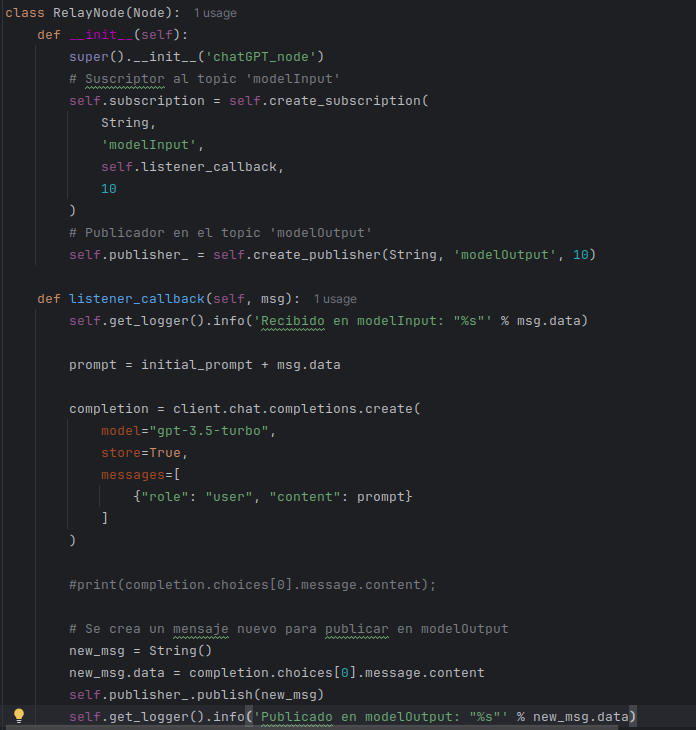 class RelayNode(Node):  1 usage
    def __init__(self):
        super().__init__('chatGPT_node')
        # Suscriptor al topic 'modelInput'
        self.subscription = self.create_subscription(
            String,
            'modelInput',
            self.listener_callback,
            10
        )
        # Publicador en el topic 'modelOutput'
        self.publisher_ = self.create_publisher(String, 'modelOutput', 10)
    def listener_callback(self, msg):  1 usage
        self.get_logger().info('Recibido en modelInput: "%s"' % msg.data)
        prompt = initial_prompt + msg.data
        completion = client.chat.completions.create(
            model="gpt-3.5-turbo",
            store=True,
            messages=[
                {"role": "user", "content": prompt}
            ]
        )
        #print(completion.choices[0].message.content);
        # Se crea un mensaje nuevo para publicar en modelOutput
        new_msg = String()
        new_msg.data = completion.choices[0].message.content
        self.publisher_.publish(new_msg)
        self.get_logger().info('Publicado en modelOutput: "%s"' % new_msg.data)